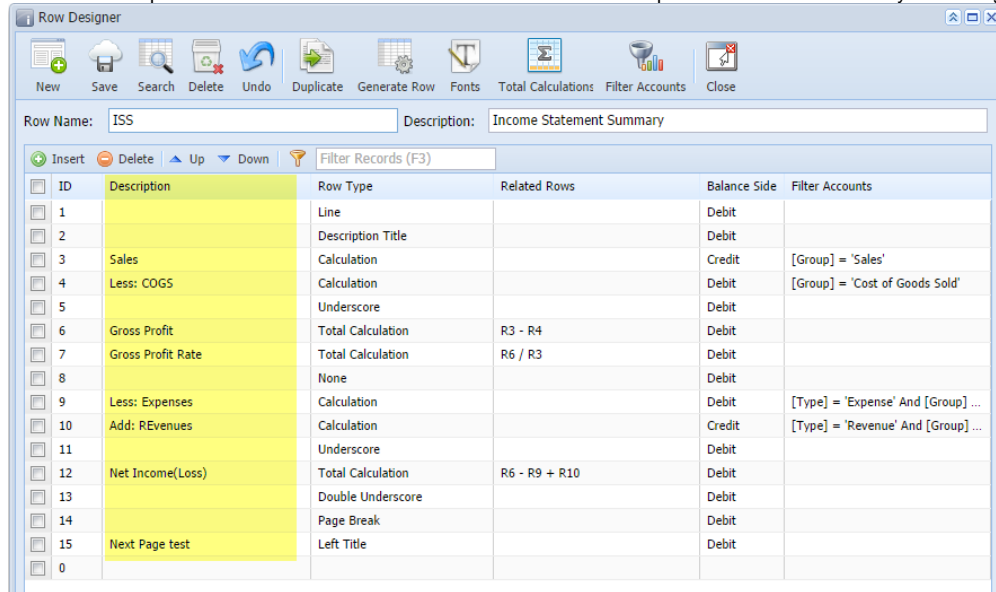 Row Designer
New Save Search Delete Undo Duplicate Generate Row Fonts Total Calculations Filter Accounts Close
Row Name: ISS Description: Income Statement Summary
Insert Delete Up Down Filter Records (F3)
ID Description Row Type Related Rows Balance Side Filter Accounts
1 Line Debit
2 Description Title Debit
3 Sales Calculation Credit [Group] = 'Sales'
4 Less: COGS Calculation Debit [Group] = 'Cost of Goods Sold'
5 Underscore Debit
6 Gross Profit Total Calculation R3 - R4 Debit
7 Gross Profit Rate Total Calculation R6 / R3 Debit
8 None Debit
9 Less: Expenses Calculation Debit [Type] = 'Expense' And [Group] ...
10 Add: REvenues Calculation Credit [Type] = 'Revenue' And [Group] ...
11 Underscore Debit
12 Net Income(Loss) Total Calculation R6 - R9 + R10 Debit
13 Double Underscore Debit
14 Page Break Debit
15 Next Page test Left Title Debit
0